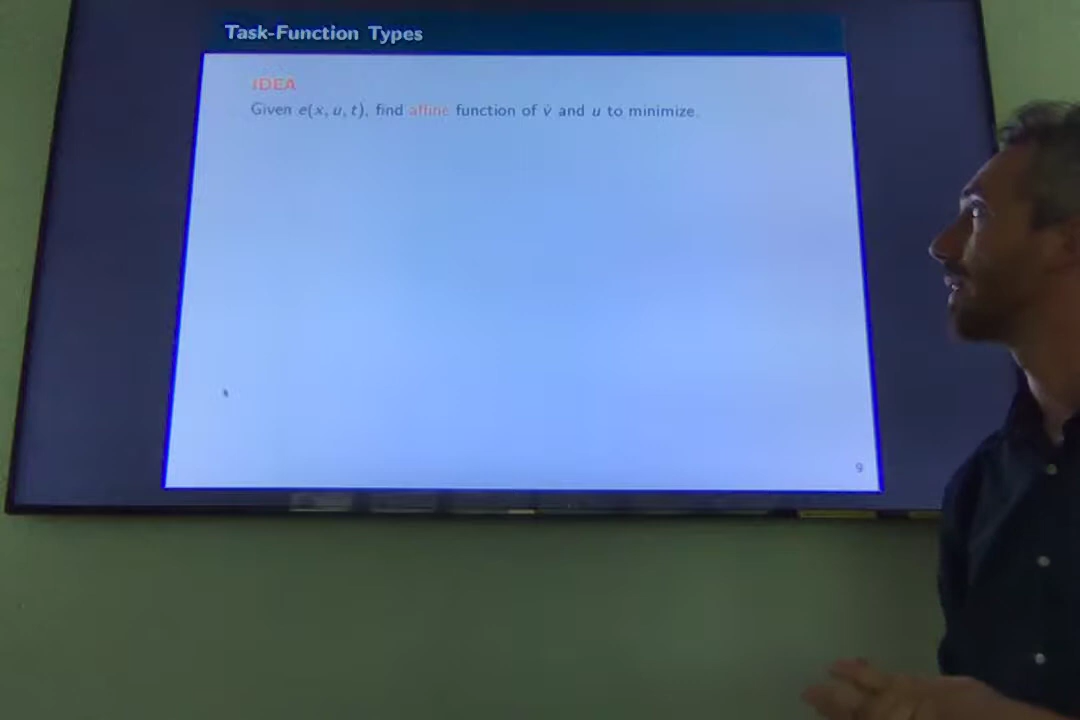 Task-Function Types
IDEA
Given e(x, u, t), find affine function of v̇ and u to minimize.
9